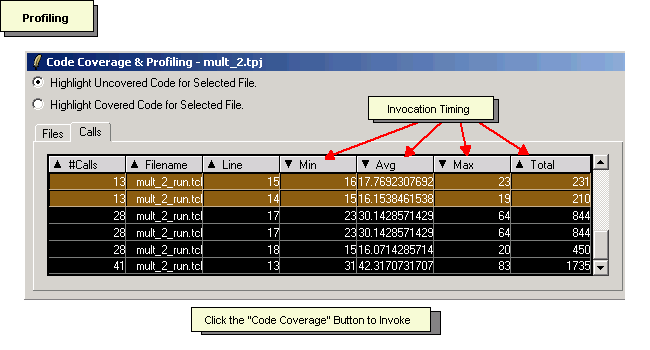 Profiling
Code Coverage & Profiling - mult_2.tpj
Highlight Uncovered Code for Selected File.
Highlight Covered Code for Selected File.
Invocation Timing
Files Calls
▲ #Calls ▲ Filename ▲ Line ▼ Min ▼ Avg ▼ Max ▲ Total
13 mult_2_run.tcl 15 16 17.7692307692 23 231
13 mult_2_run.tcl 14 15 16.1538461538 19 210
28 mult_2_run.tcl 17 23 30.1428571429 64 844
28 mult_2_run.tcl 17 23 30.1428571429 64 844
28 mult_2_run.tcl 18 15 16.0714285714 20 450
41 mult_2_run.tcl 13 31 42.3170731707 83 1735
Click the "Code Coverage" Button to Invoke